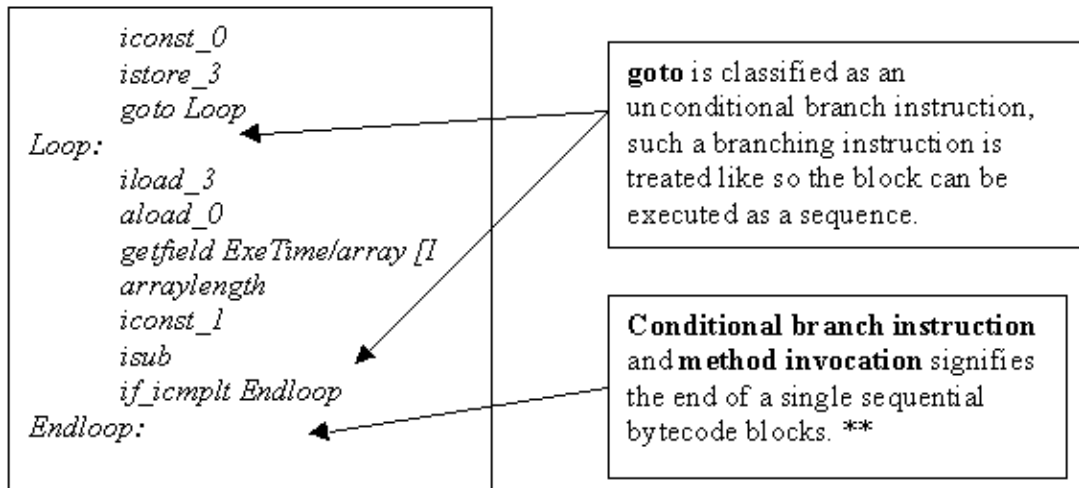 iconst_0
istore_3
goto Loop
Loop:
iload_3
aload_0
getfield ExeTime/array [I
arraylength
iconst_1
isub
if_icmplt Endloop
Endloop:
goto is classified as an
unconditional branch instruction,
such a branching instruction is
treated like so the block can be
executed as a sequence.
Conditional branch instruction
and method invocation signifies
the end of a single sequential
bytecode blocks. **